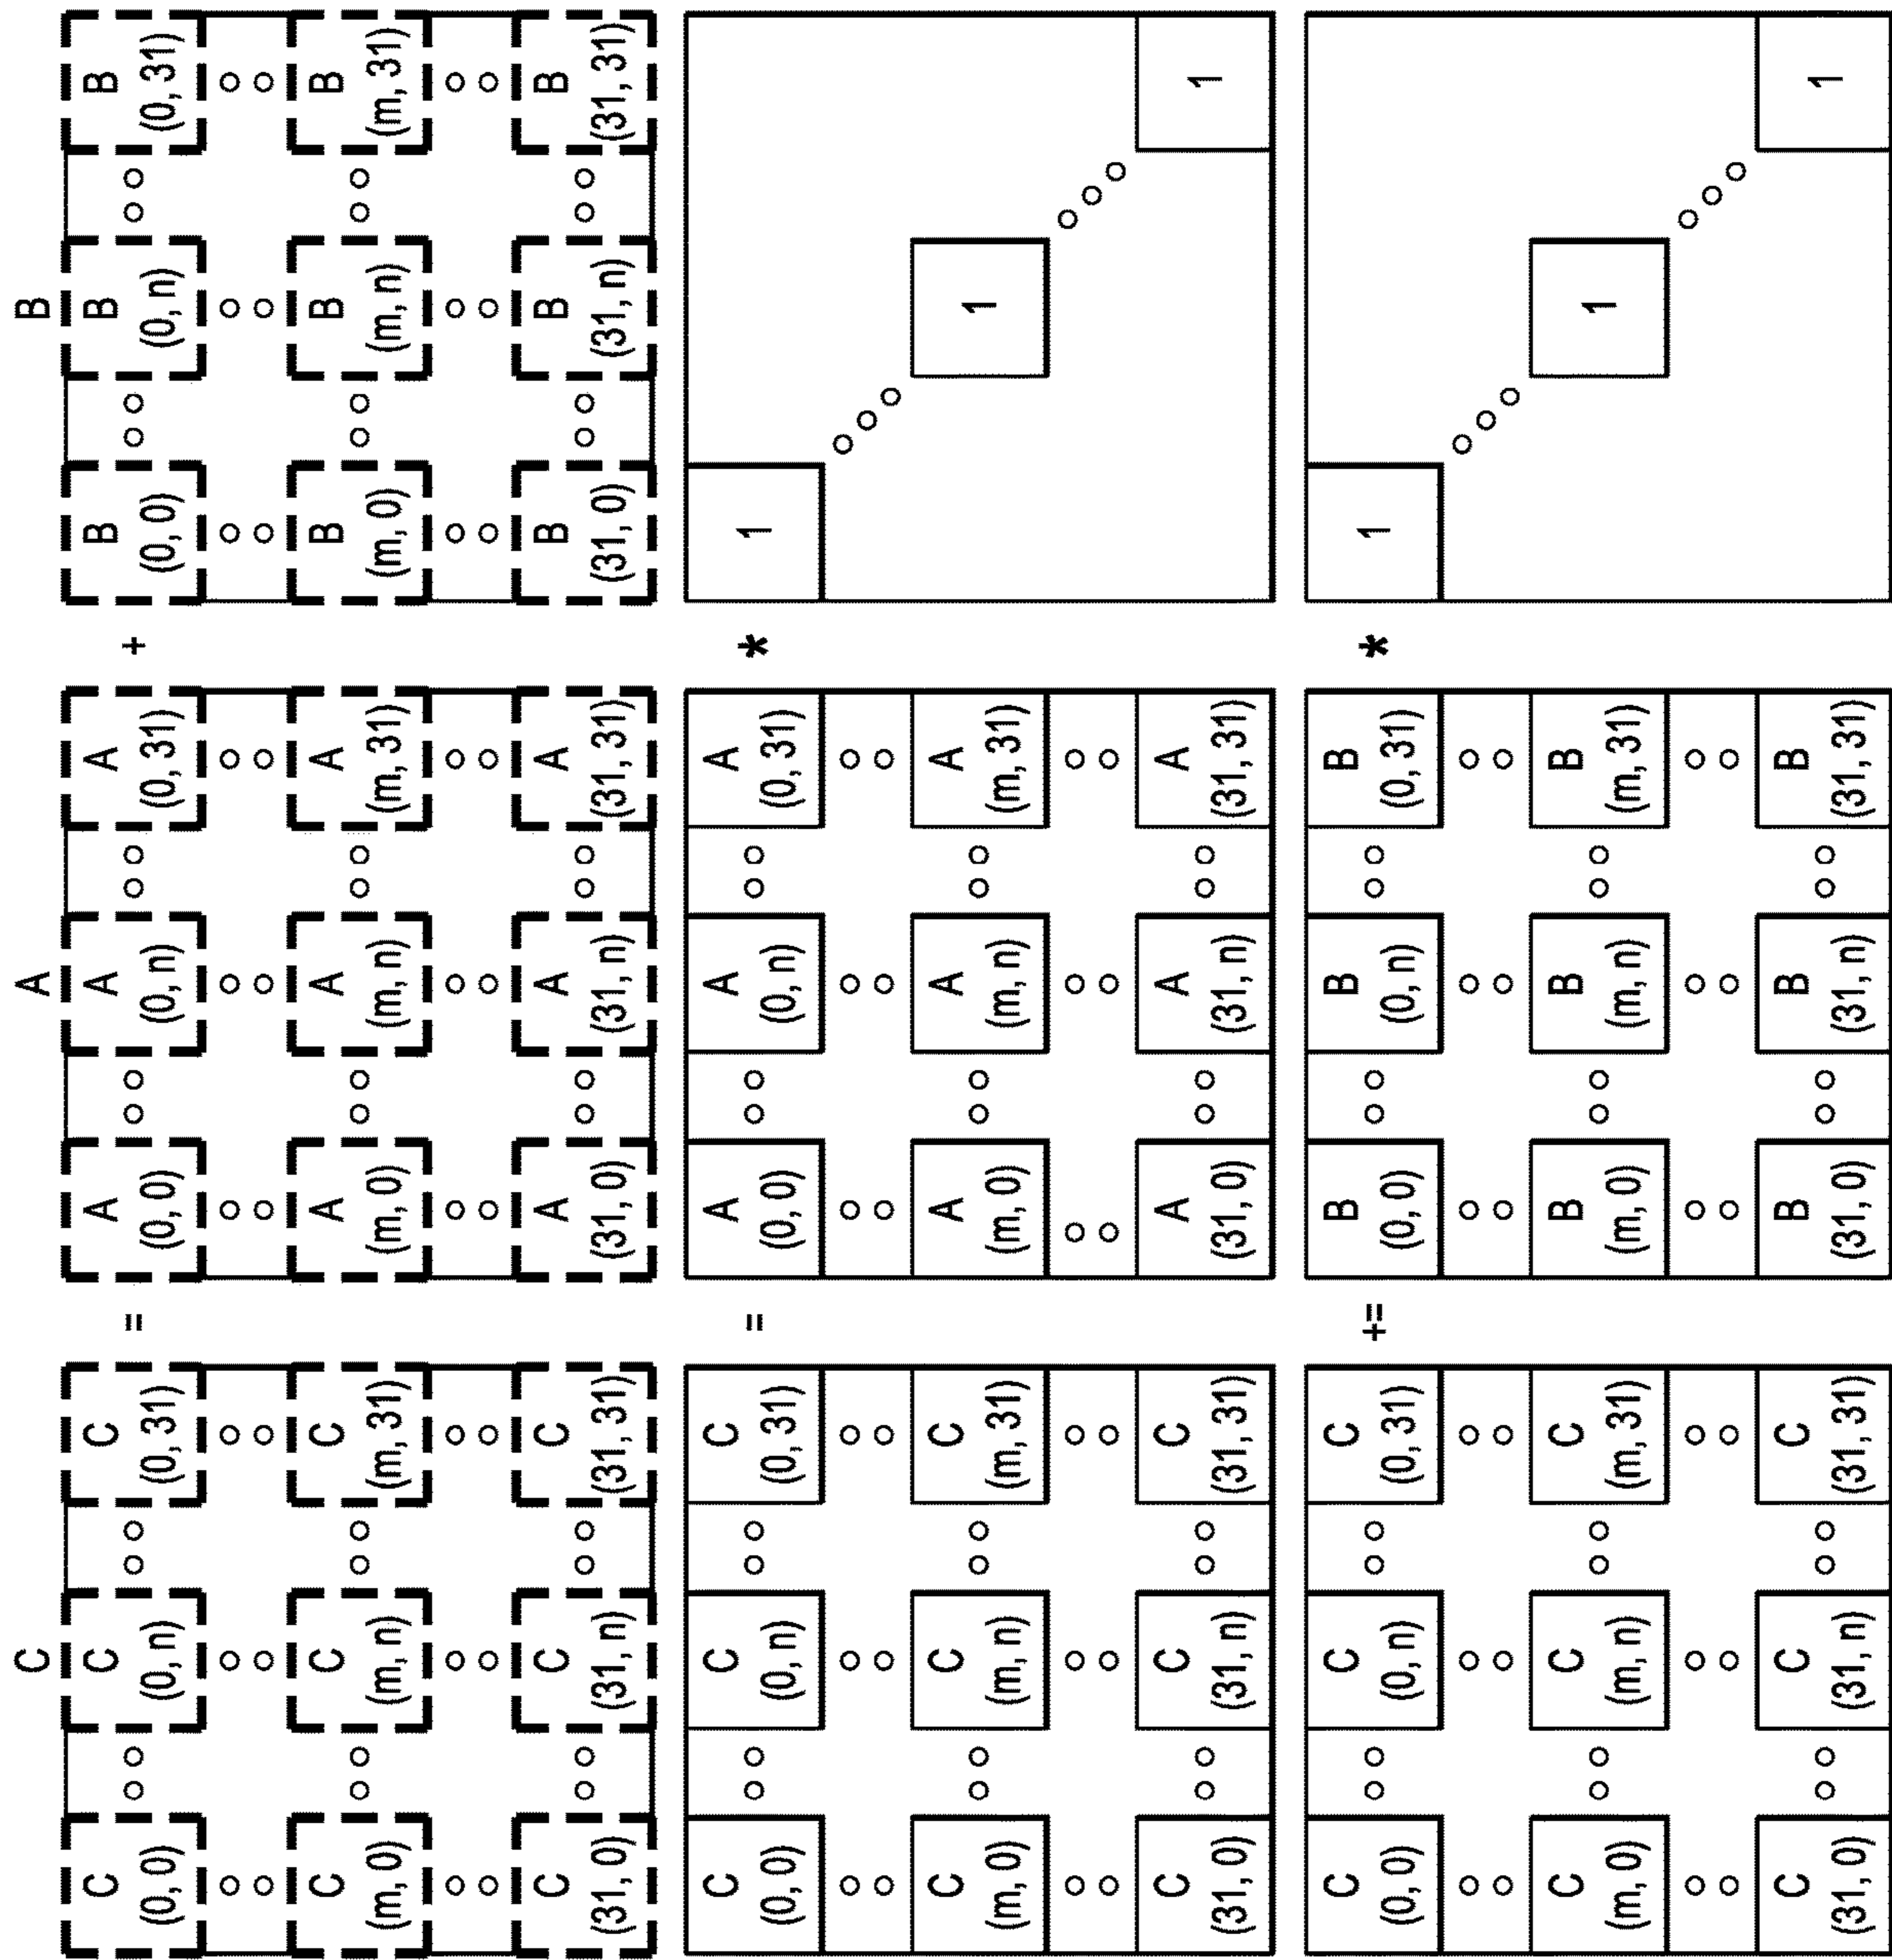 C A B
C C C A A A B B B
= +
(0, 0) (0, n) (0, 31) (0, 0) (0, n) (0, 31) (0, 0) (0, n) (0, 31)
C C C A A A B B B
(m, 0) (m, n) (m, 31) (m, 0) (m, n) (m, 31) (m, 0) (m, n) (m, 31)
C C C A A A B B B
(31, 0) (31, n) (31, 31) (31, 0) (31, n) (31, 31) (31, 0) (31, n) (31, 31)
C C C A A A
= * 1
(0, 0) (0, n) (0, 31) (0, 0) (0, n) (0, 31)
C C C A A A
1
(m, 0) (m, n) (m, 31) (m, 0) (m, n) (m, 31)
C C C A A A
1
(31, 0) (31, n) (31, 31) (31, 0) (31, n) (31, 31)
C C C B B B
+= * 1
(0, 0) (0, n) (0, 31) (0, 0) (0, n) (0, 31)
C C C B B B
1
(m, 0) (m, n) (m, 31) (m, 0) (m, n) (m, 31)
C C C B B B
1
(31, 0) (31, n) (31, 31) (31, 0) (31, n) (31, 31)